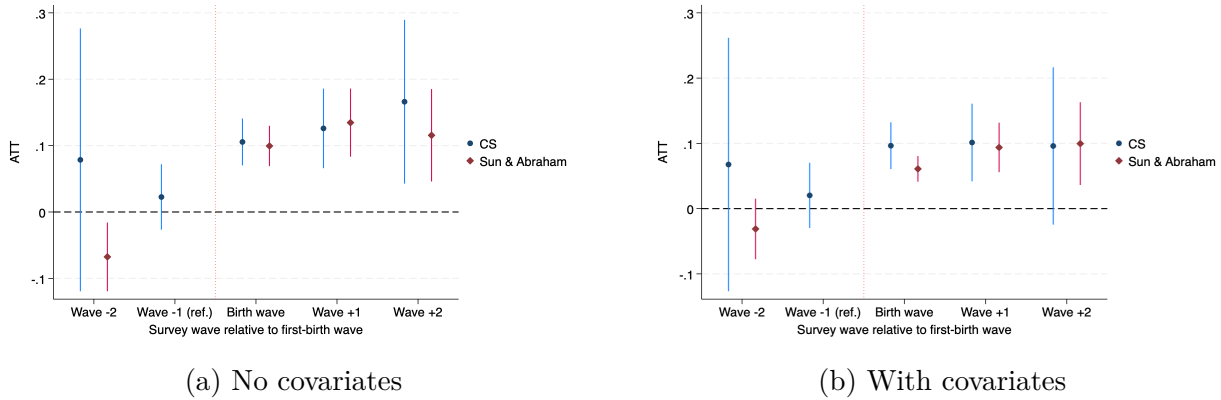 .3
.2
.1
0
-.1
ATT
Wave -2 Wave -1 (ref.) Birth wave Wave +1 Wave +2
Survey wave relative to first-birth wave
CS
Sun & Abraham
(a) No covariates
.3
.2
.1
0
-.1
ATT
Wave -2 Wave -1 (ref.) Birth wave Wave +1 Wave +2
Survey wave relative to first-birth wave
CS
Sun & Abraham
(b) With covariates